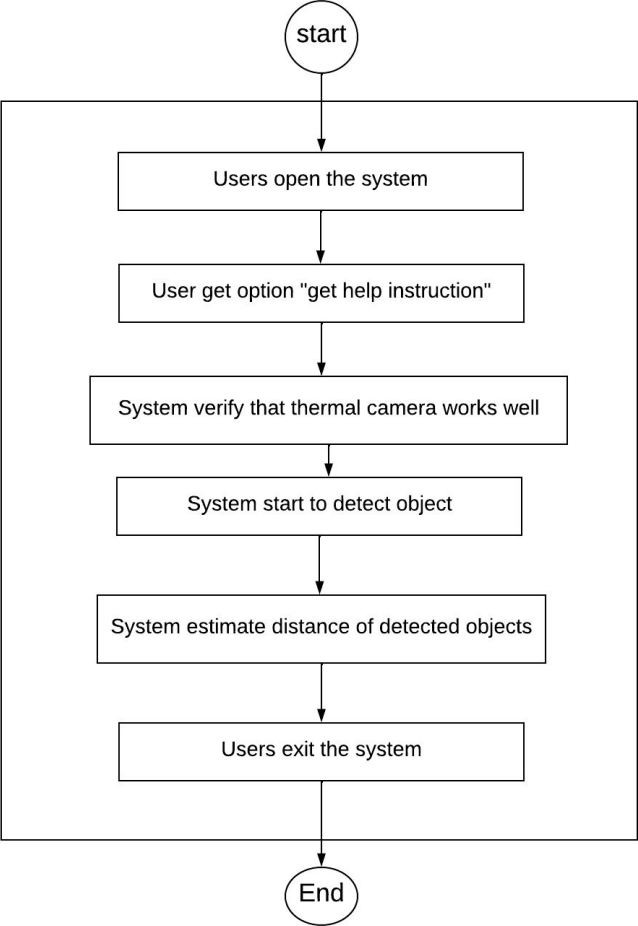 start
Users open the system
User get option "get help instruction"
System verify that thermal camera works well
System start to detect object
System estimate distance of detected objects
Users exit the system
End